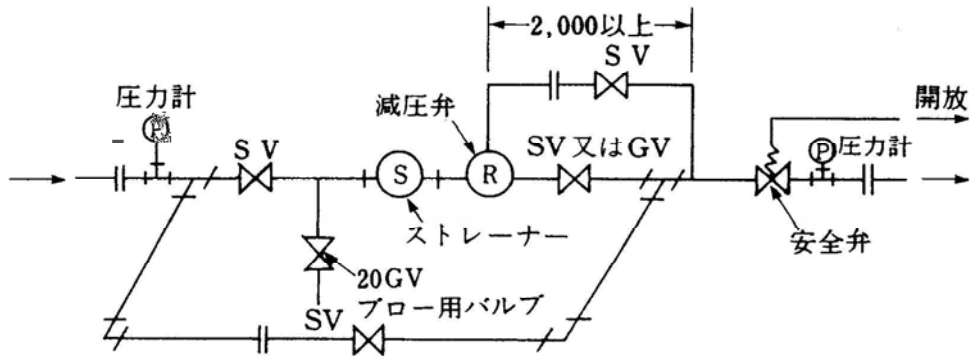 2,000以上
SV
圧力計
P
減圧弁
開放
SV
SV又はGV
P
圧力計
S
R
ストレーナー
安全弁
20GV
ブロー用バルブ
SV